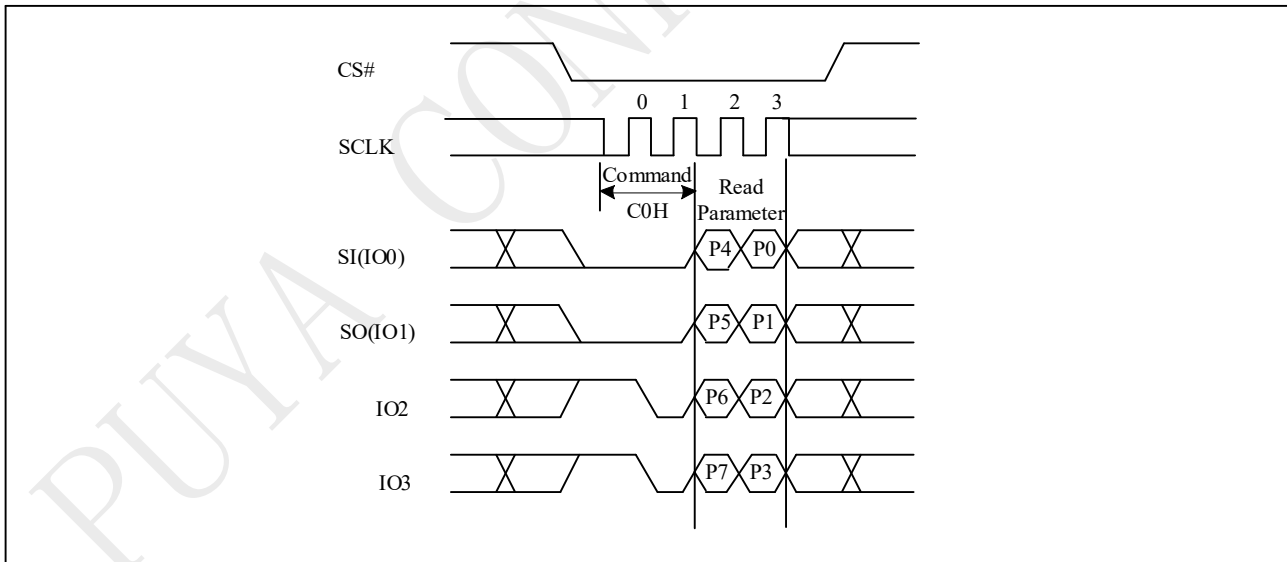 CS#
0 1 2 3
SCLK
Command
C0H
Read
Parameter
SI(IO0)
P4 P0
SO(IO1)
P5 P1
IO2
P6 P2
IO3
P7 P3
PUYA CON